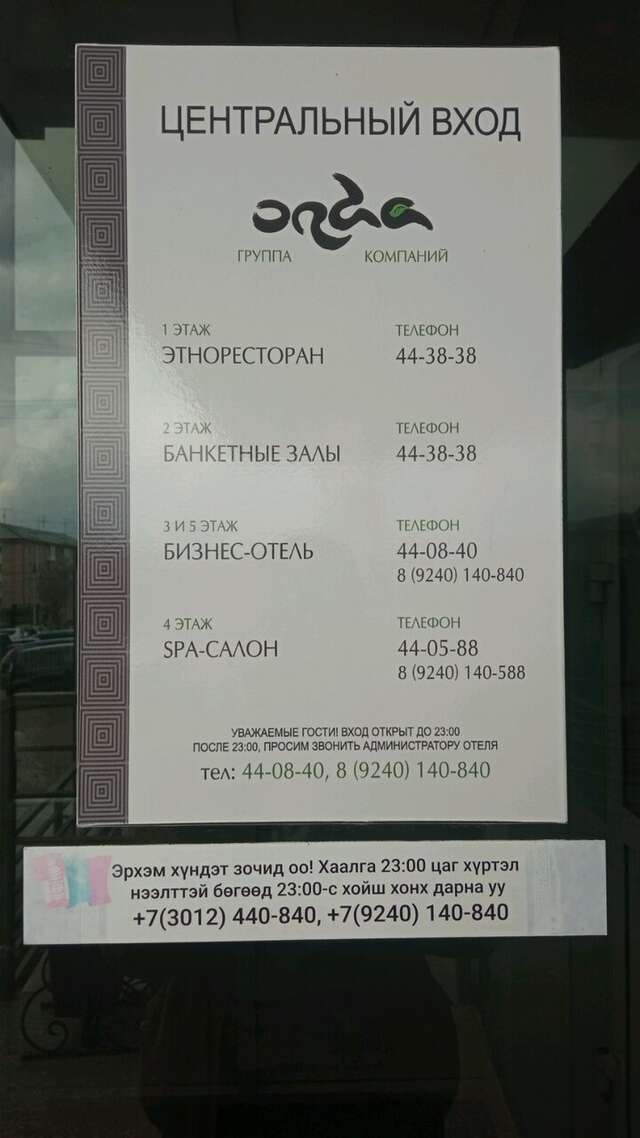 ЦЕНТРАЛЬНЫЙ ВХОД
орда
ГРУППА КОМПАНИЙ
1 ЭТАЖ ТЕЛЕФОН
ЭТНОРЕСТОРАН 44-38-38
2 ЭТАЖ ТЕЛЕФОН
БАНКЕТНЫЕ ЗАЛЫ 44-38-38
3 И 5 ЭТАЖ ТЕЛЕФОН
БИЗНЕС-ОТЕЛЬ 44-08-40
8 (9240) 140-840
4 ЭТАЖ ТЕЛЕФОН
SPA-САЛОН 44-05-88
8 (9240) 140-588
УВАЖАЕМЫЕ ГОСТИ! ВХОД ОТКРЫТ ДО 23:00
ПОСЛЕ 23:00, ПРОСИМ ЗВОНИТЬ АДМИНИСТРАТОРУ ОТЕЛЯ
тел: 44-08-40, 8 (9240) 140-840
Эрхэм хүндэт зочид оо! Хаалга 23:00 цаг хүртэл
нээлттэй бөгөөд 23:00-с хойш хонх дарна уу
+7(3012) 440-840, +7(9240) 140-840